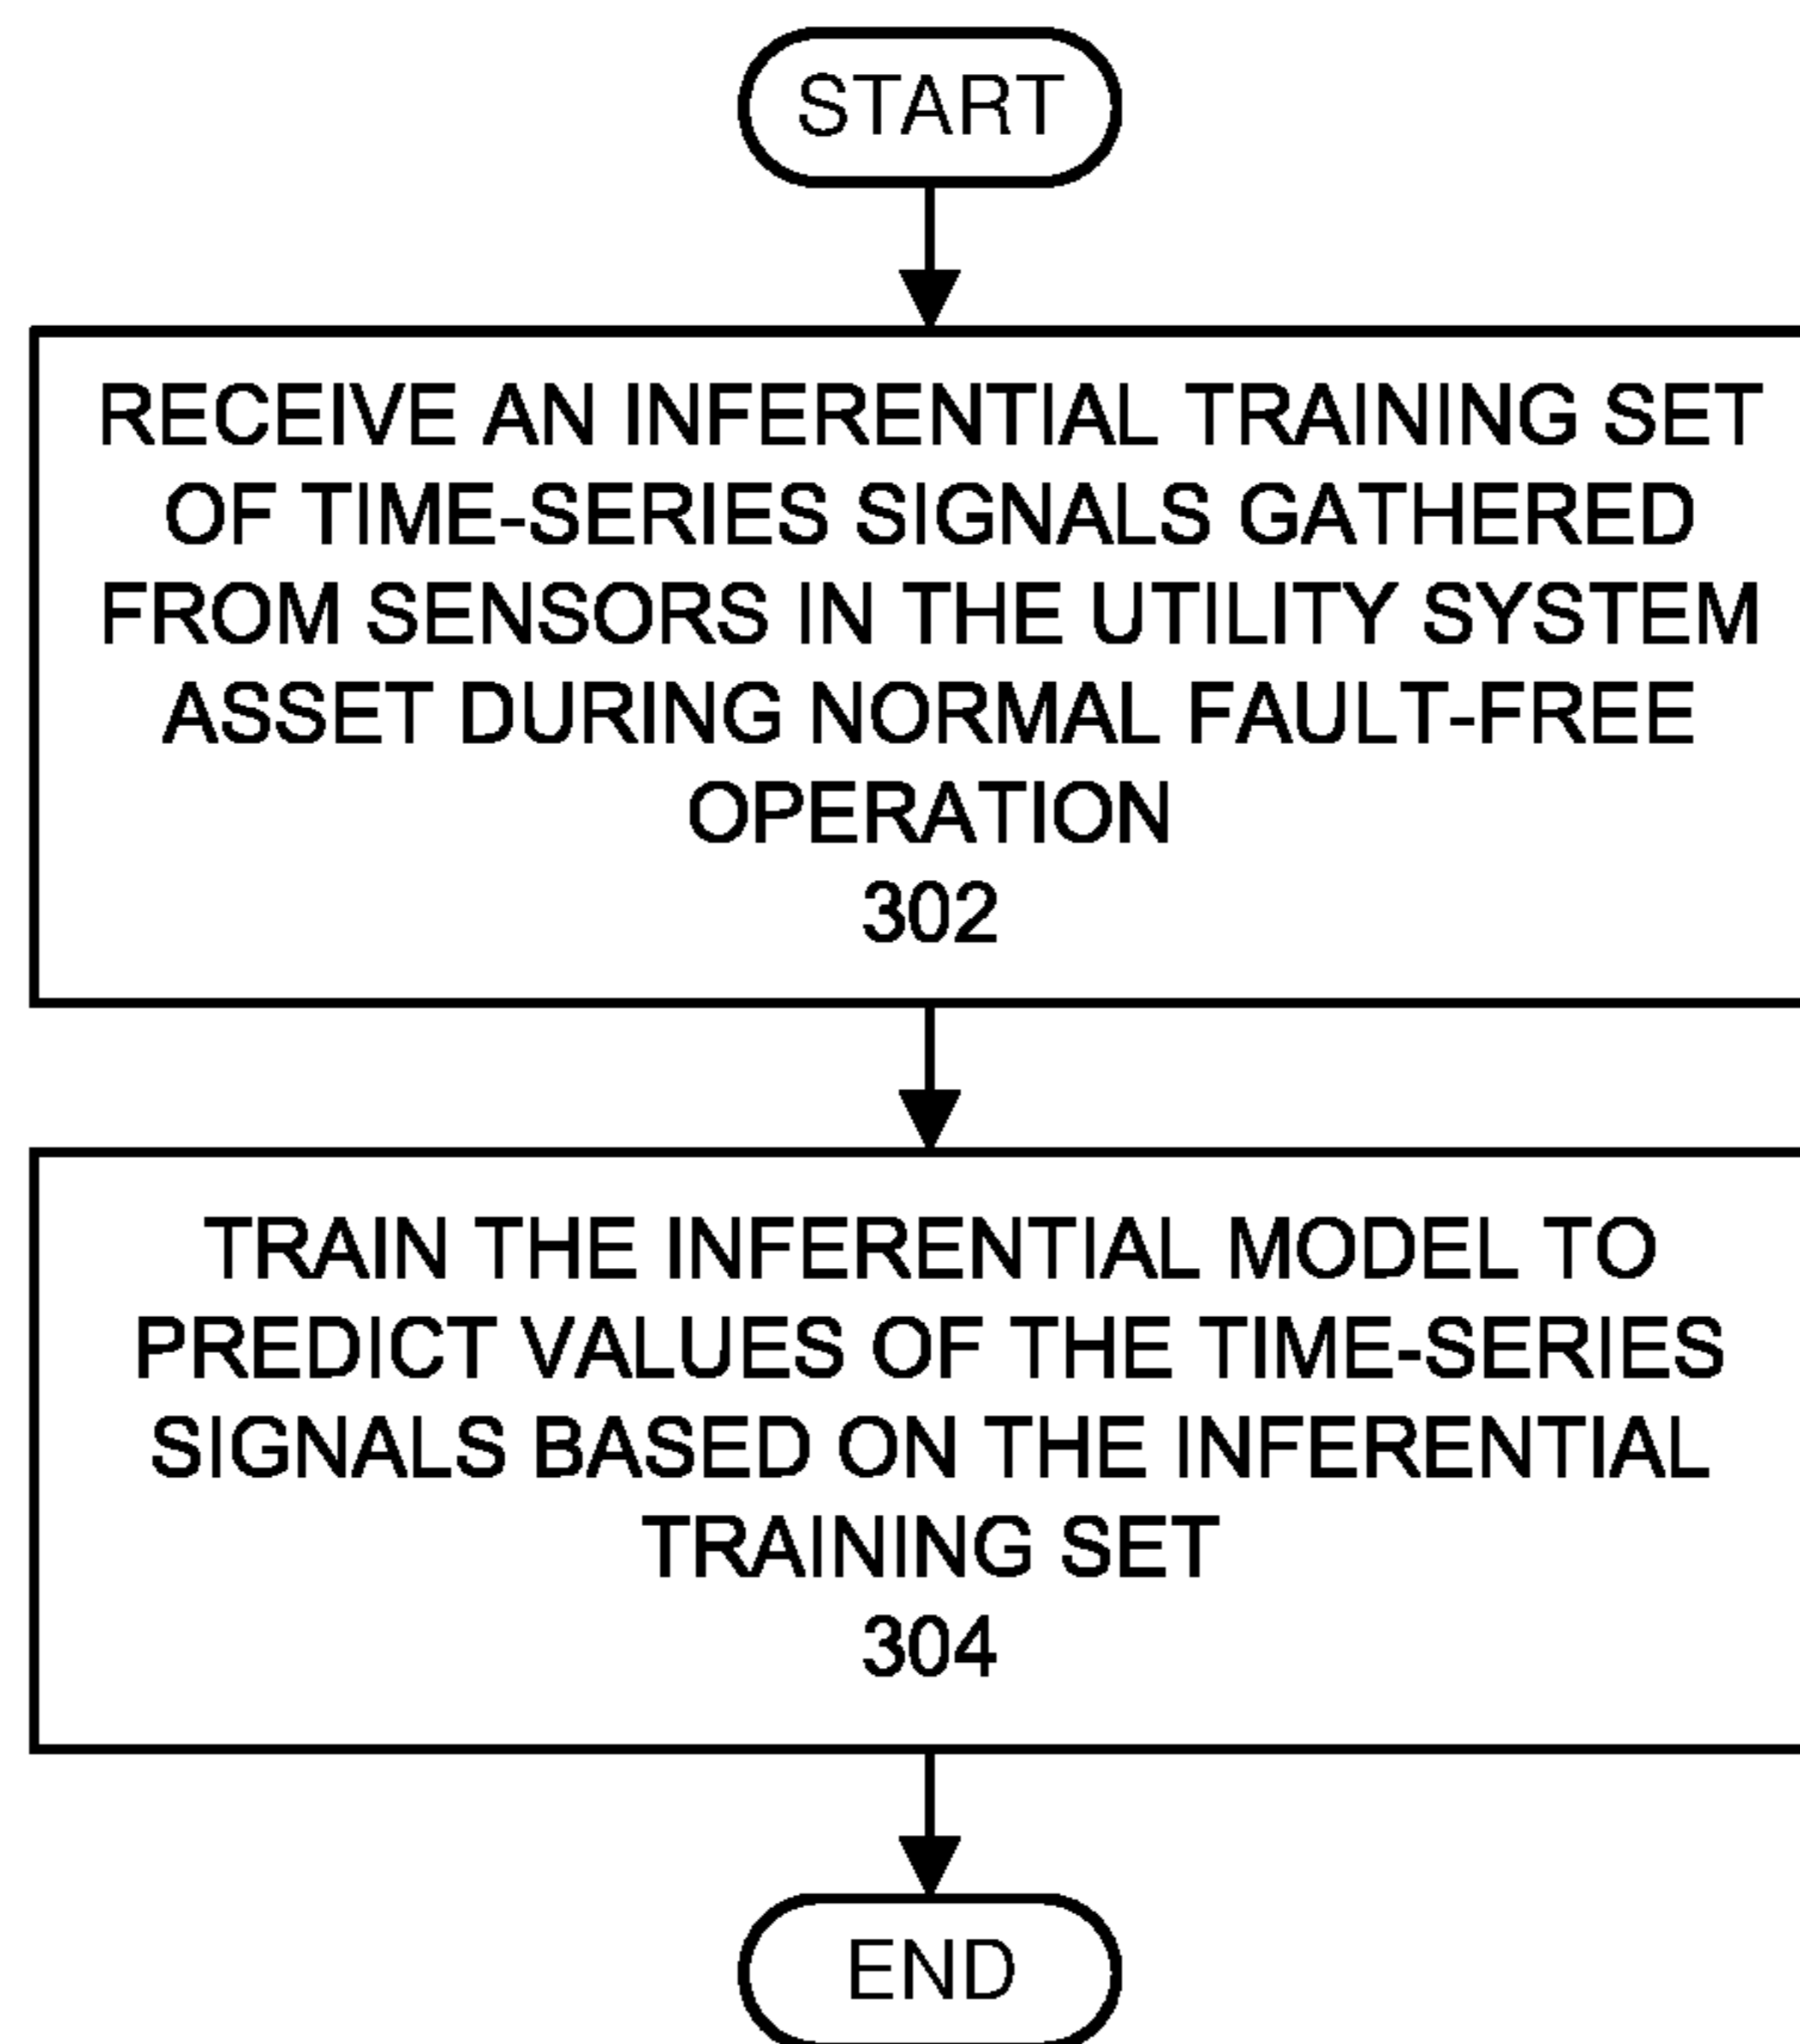 START
RECEIVE AN INFERENTIAL TRAINING SET
OF TIME-SERIES SIGNALS GATHERED
FROM SENSORS IN THE UTILITY SYSTEM
ASSET DURING NORMAL FAULT-FREE
OPERATION
302
TRAIN THE INFERENTIAL MODEL TO
PREDICT VALUES OF THE TIME-SERIES
SIGNALS BASED ON THE INFERENTIAL
TRAINING SET
304
END